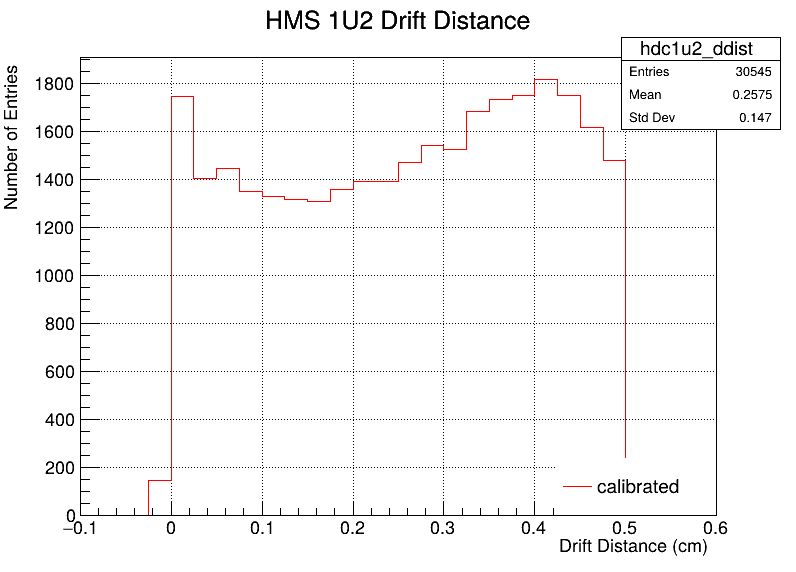 HMS 1U2 Drift Distance
hdc1u2_ddist
Entries 30545
Mean 0.2575
Std Dev 0.147
Number of Entries
1800
1600
1400
1200
1000
800
600
400
200
0
−0.1 0 0.1 0.2 0.3 0.4 0.5 0.6
Drift Distance (cm)
calibrated